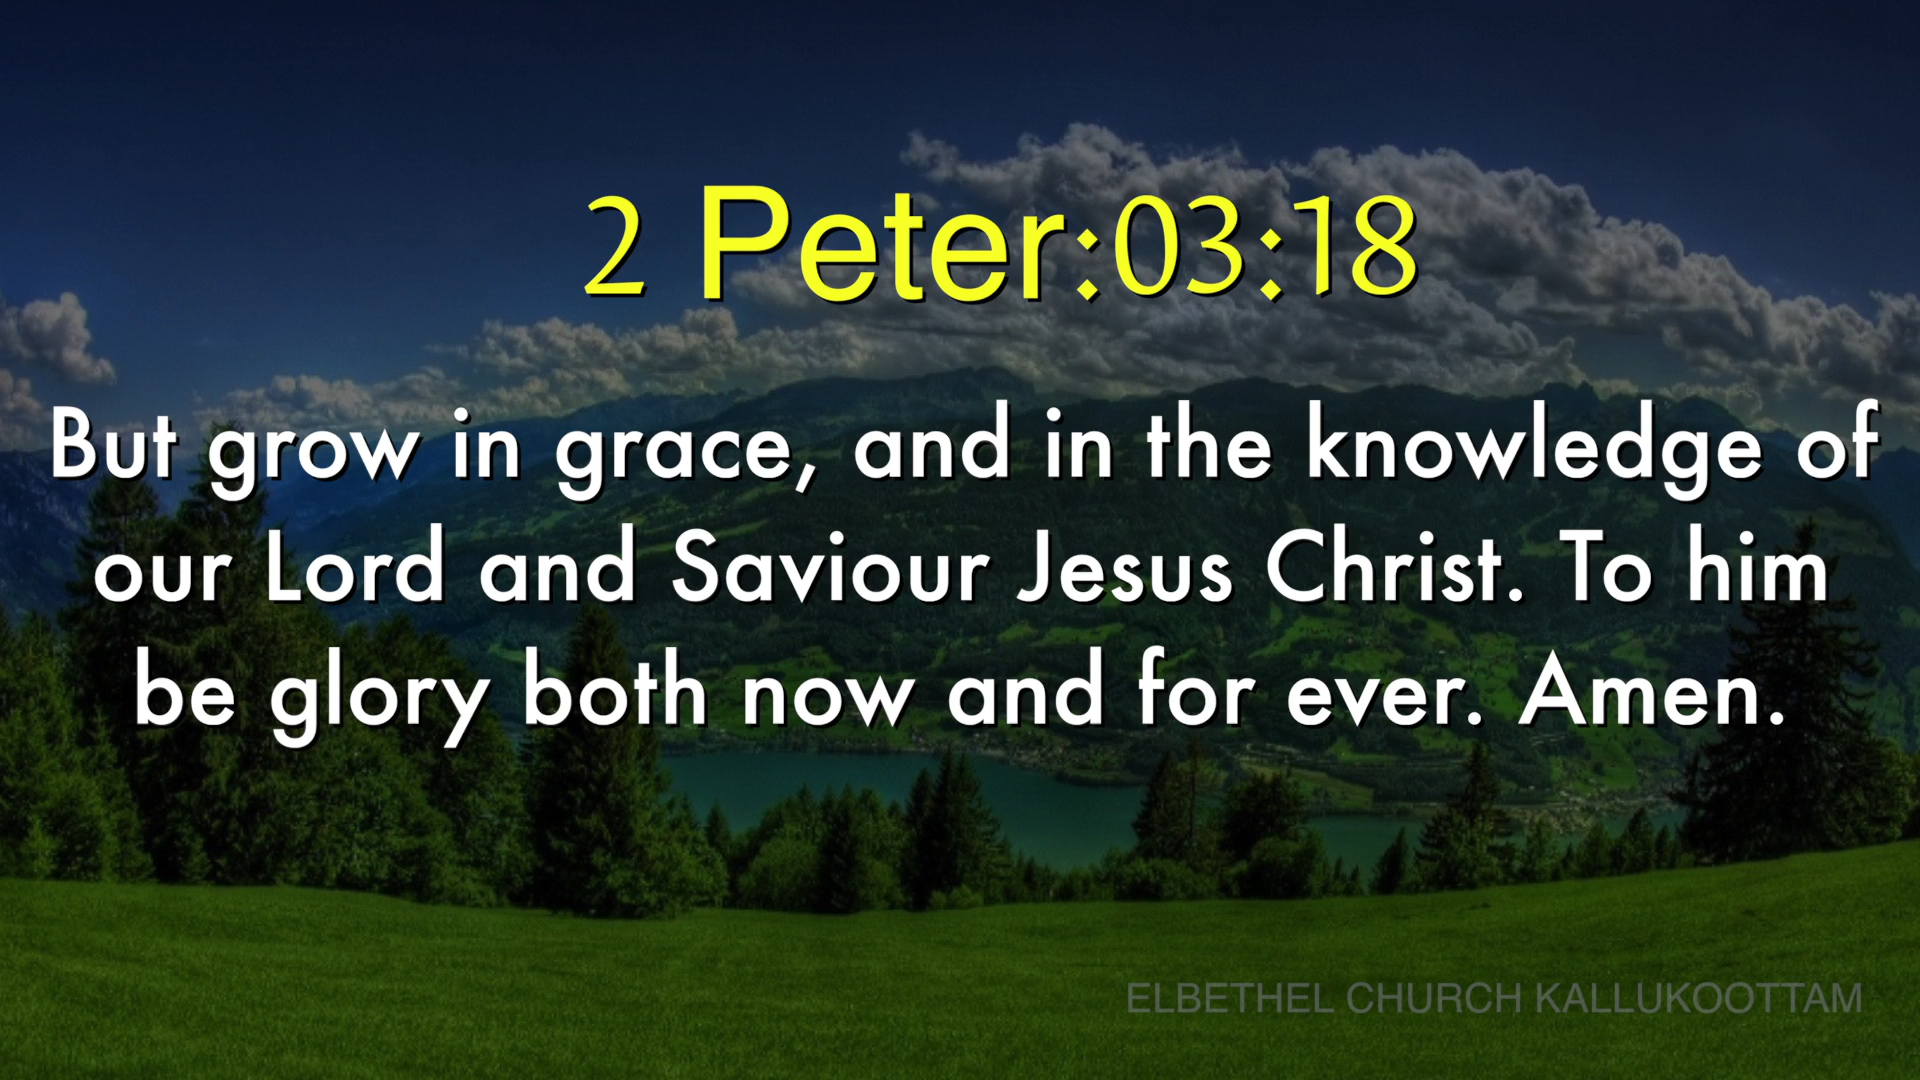 2 Peter:03:18
But grow in grace, and in the knowledge of
our Lord and Saviour Jesus Christ. To him
be glory both now and for ever. Amen.
ELBETHEL CHURCH KALLUKOOTTAM